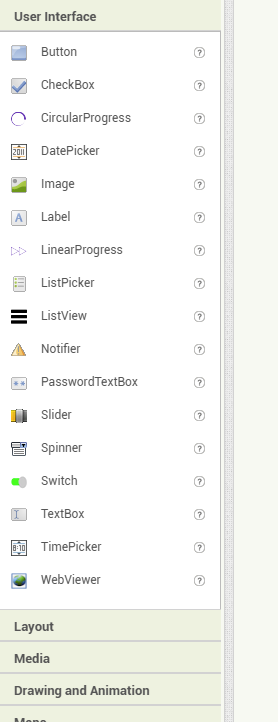 User Interface
Button
CheckBox
CircularProgress
DatePicker
Image
Label
LinearProgress
ListPicker
ListView
Notifier
PasswordTextBox
Slider
Spinner
Switch
TextBox
TimePicker
WebViewer
Layout
Media
Drawing and Animation
Maps